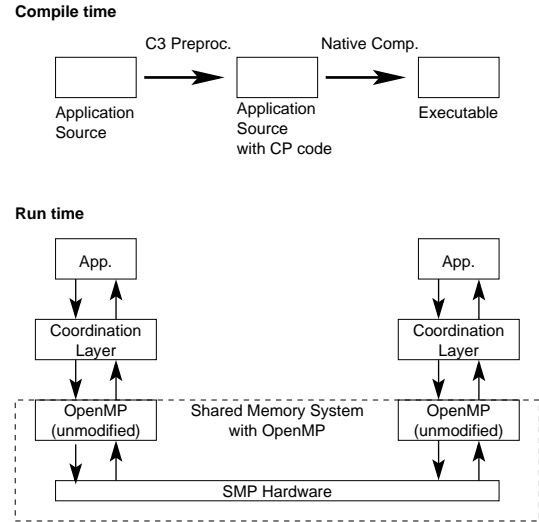 Compile time
C3 Preproc.
Native Comp.
Application
Source
Application
Source
with CP code
Executable
Run time
App.
App.
Coordination
Layer
Coordination
Layer
OpenMP
(unmodified)
Shared Memory System
with OpenMP
OpenMP
(unmodified)
SMP Hardware